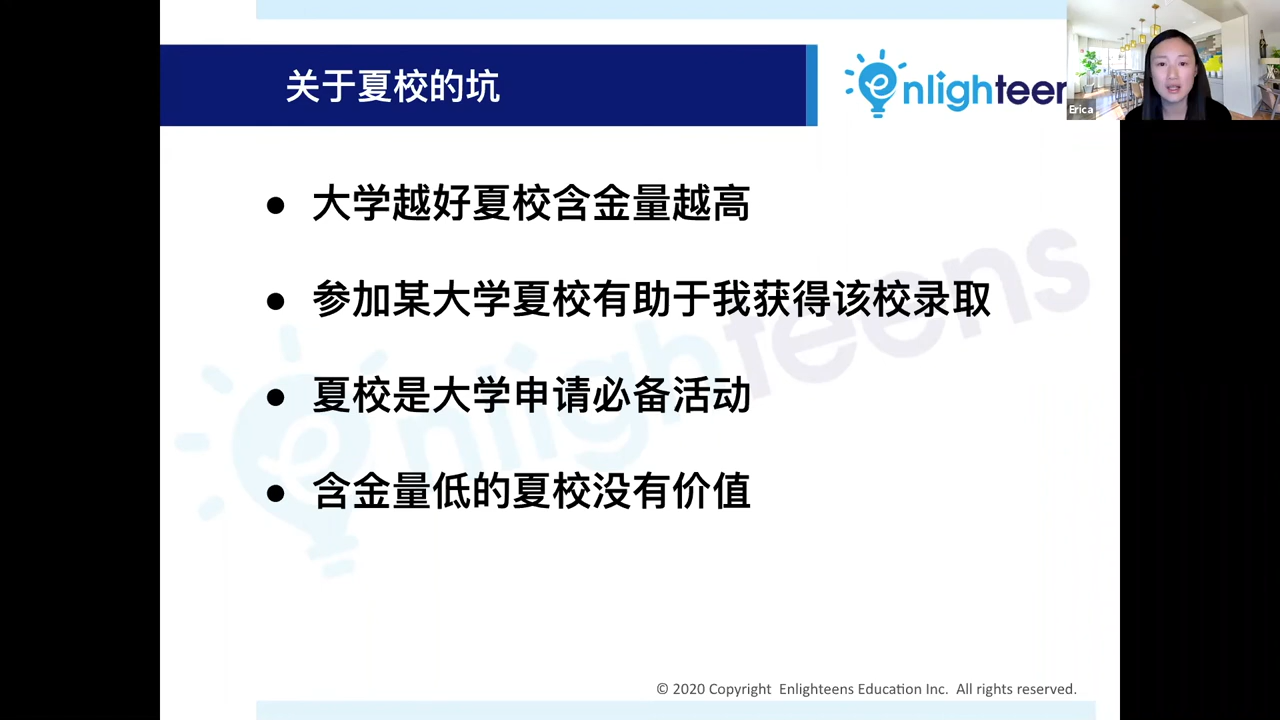 关于夏校的坑
enlighteen
Erica
● 大学越好夏校含金量越高
● 参加某大学夏校有助于我获得该校录取
● 夏校是大学申请必备活动
● 含金量低的夏校没有价值
enlighteens
© 2020 Copyright Enlighteens Education Inc. All rights reserved.